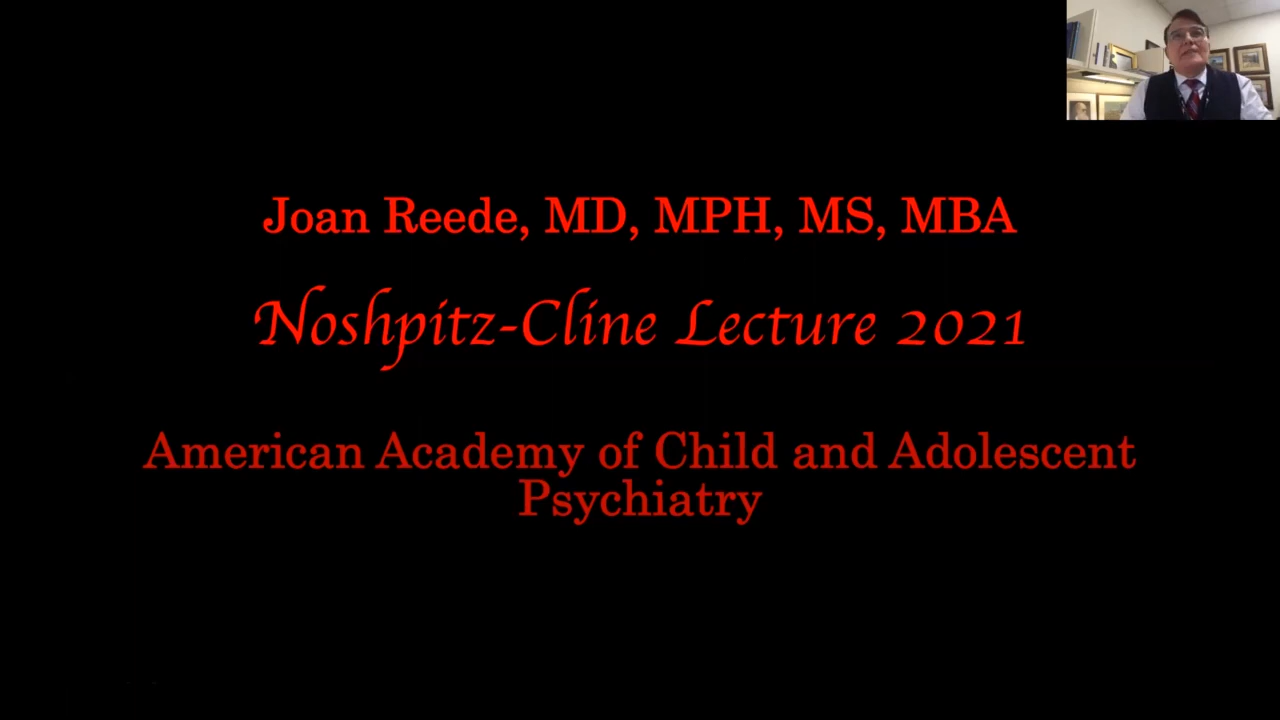 Joan Reede, MD, MPH, MS, MBA
Noshpitz-Cline Lecture 2021
American Academy of Child and Adolescent
Psychiatry